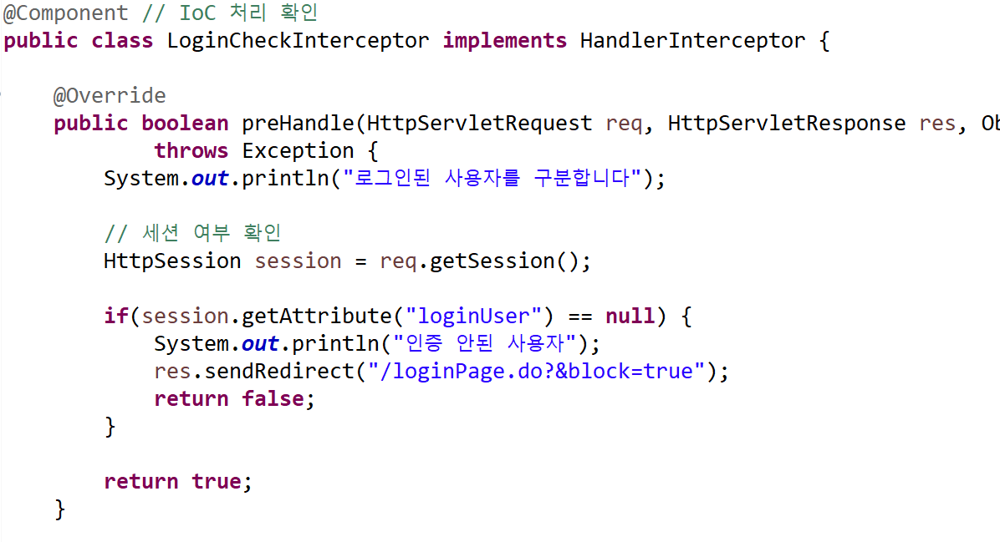 @Component // IoC 처리 확인
public class LoginCheckInterceptor implements HandlerInterceptor {
@Override
public boolean preHandle(HttpServletRequest req, HttpServletResponse res, Ob
throws Exception {
System.out.println("로그인된 사용자를 구분합니다");
// 세션 여부 확인
HttpSession session = req.getSession();
if(session.getAttribute("loginUser") == null) {
System.out.println("인증 안된 사용자");
res.sendRedirect("/loginPage.do?&block=true");
return false;
}
return true;
}